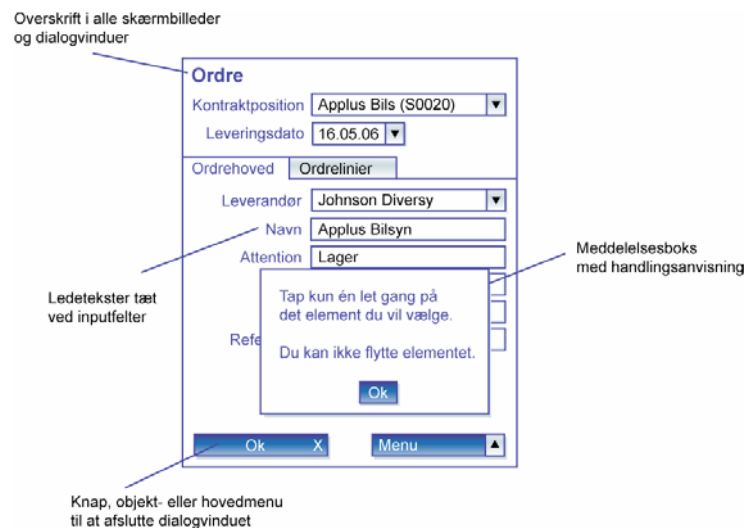 Overskrift i alle skærmbilleder
og dialogvinduer
Ordre
Kontraktposition Applus Bils (S0020)
Leveringsdato 16.05.06
Ordrehoved Ordrelinier
Leverandør Johnson Diversy
Navn Applus Bilsyn
Attention Lager
Meddelelsesboks
med handlingsanvisning
Ledetekster tæt
ved inputfelter
Tap kun én let gang på
det element du vil vælge.
Refe
Du kan ikke flytte elementet.
Ok
Ok X Menu
Knap, objekt- eller hovedmenu
til at afslutte dialogvinduet